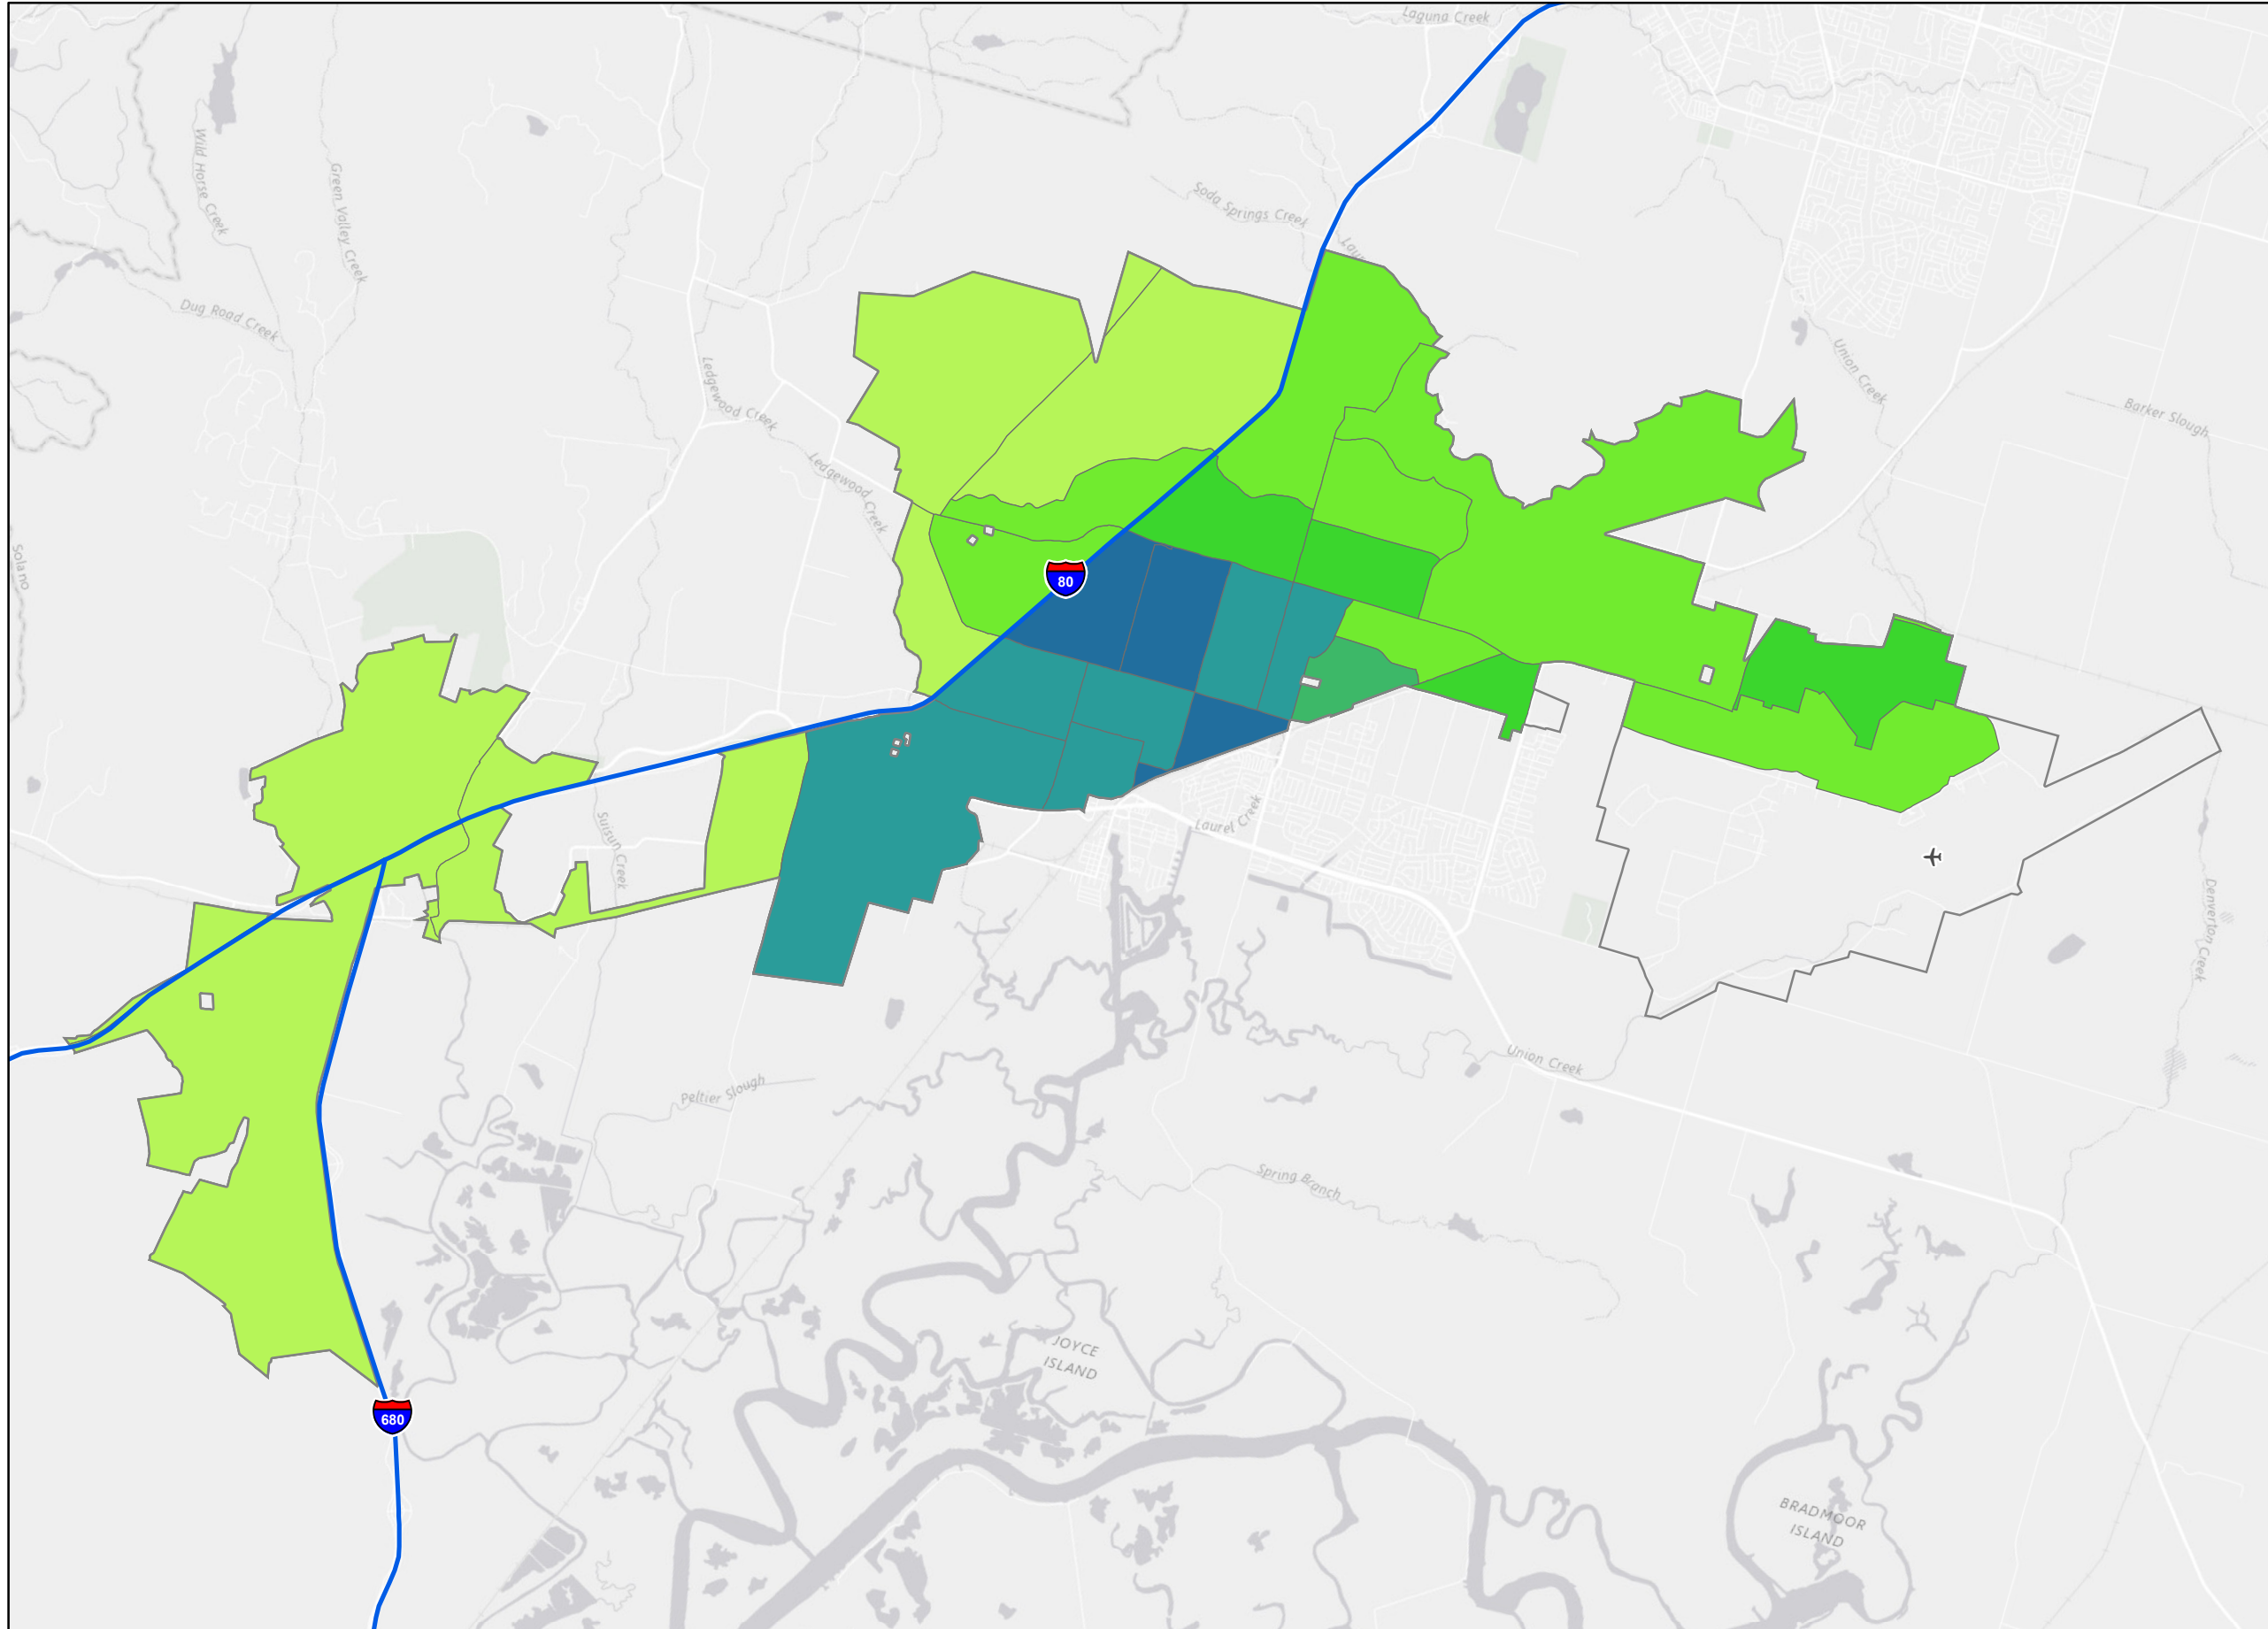 Laguna Creek
Wild Horse Creek
Green Valley Creek
Soda Springs Creek
Dug Road Creek
Ledgewood Creek
Union Creek
Barker Slough
Ledgewood Creek
Solano
80
Suisun Creek
Laurel Creek
Denverton Creek
Union Creek
Peltier Slough
Spring Branch
JOYCE
ISLAND
680
BRADMOOR
ISLAND